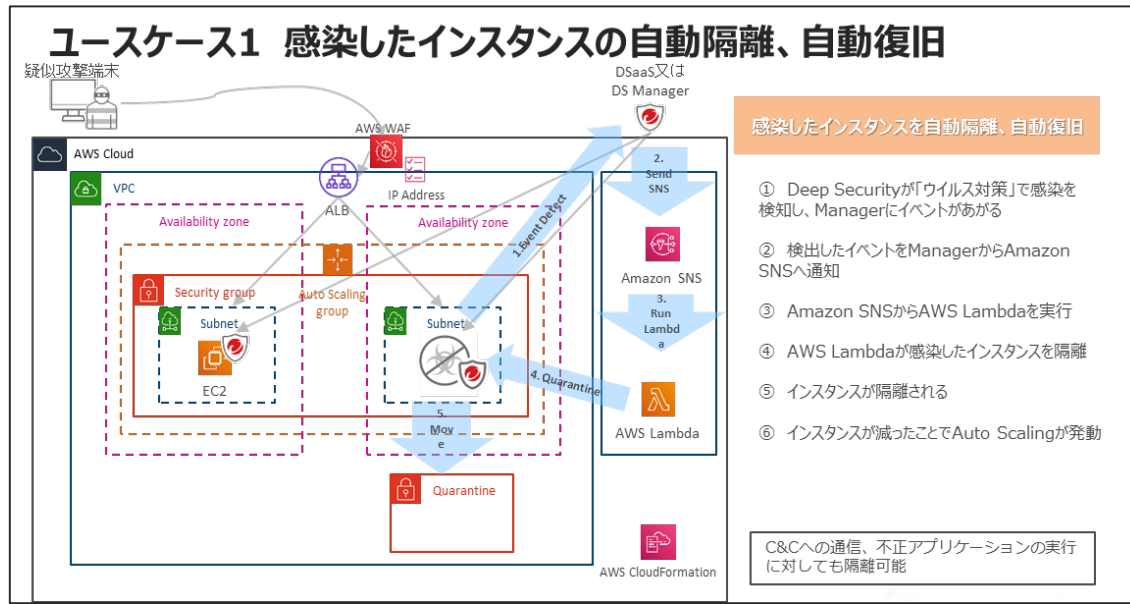 ユースケース1 感染したインスタンスの自動隔離、自動復旧
疑似攻撃端末
DSaaS又は
DS Manager
AWS WAF
AWS Cloud
IP Address
VPC
ALB
Availability zone
Availability zone
1.Event Detect
2.
Send
SNS
Amazon SNS
3.
Run
Lambd
a
Auto Scaling
group
Security group
Subnet
Subnet
EC2
4. Quarantine
AWS Lambda
5.
Mov
e
Quarantine
AWS CloudFormation
感染したインスタンスを自動隔離、自動復旧
① Deep Securityが「ウイルス対策」で感染を
検知し、Managerにイベントがあがる
② 検出したイベントをManagerからAmazon
SNSへ通知
③ Amazon SNSからAWS Lambdaを実行
④ AWS Lambdaが感染したインスタンスを隔離
⑤ インスタンスが隔離される
⑥ インスタンスが減ったことでAuto Scalingが発動
C&Cへの通信、不正アプリケーションの実行
に対しても隔離可能